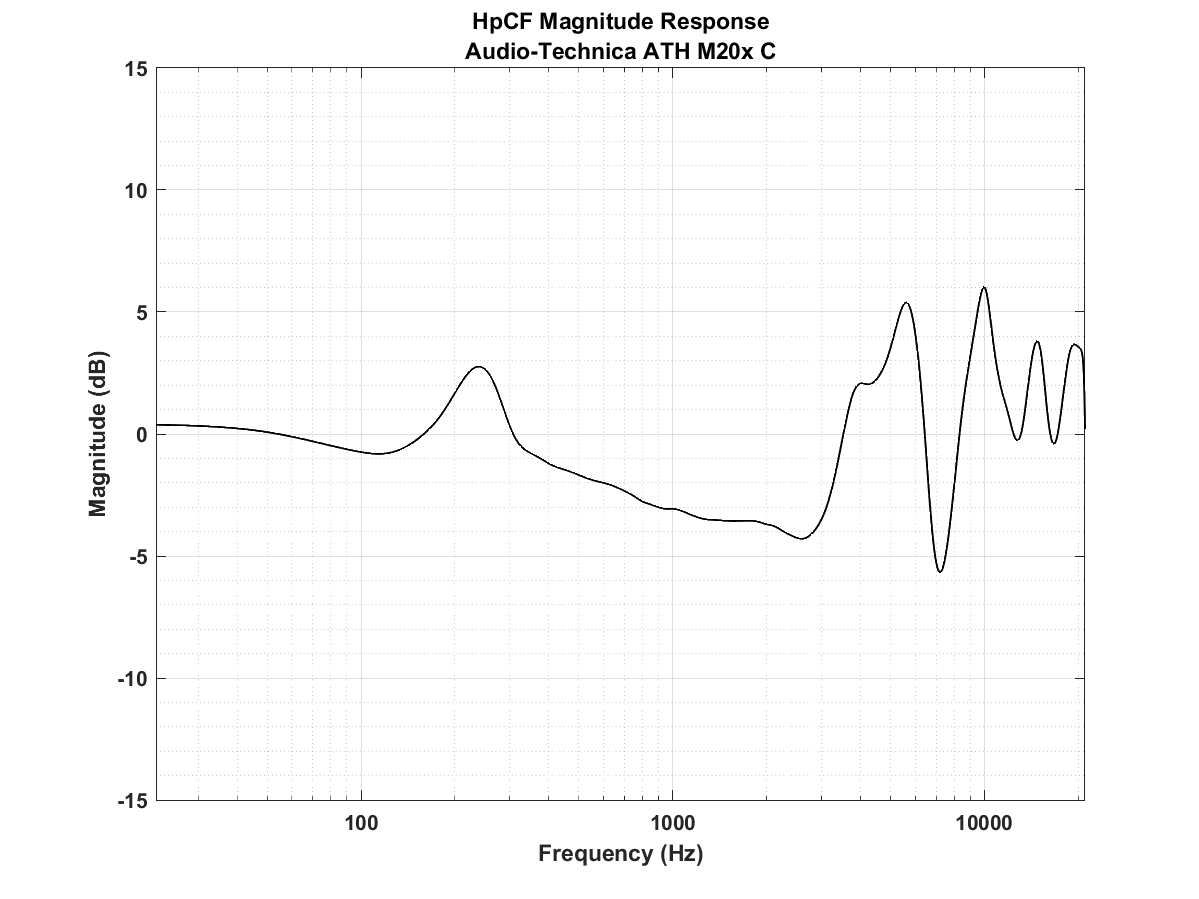 HpCF Magnitude Response
Audio-Technica ATH M20x C
15
10
5
0
-5
-10
-15
Magnitude (dB)
100
1000
10000
Frequency (Hz)